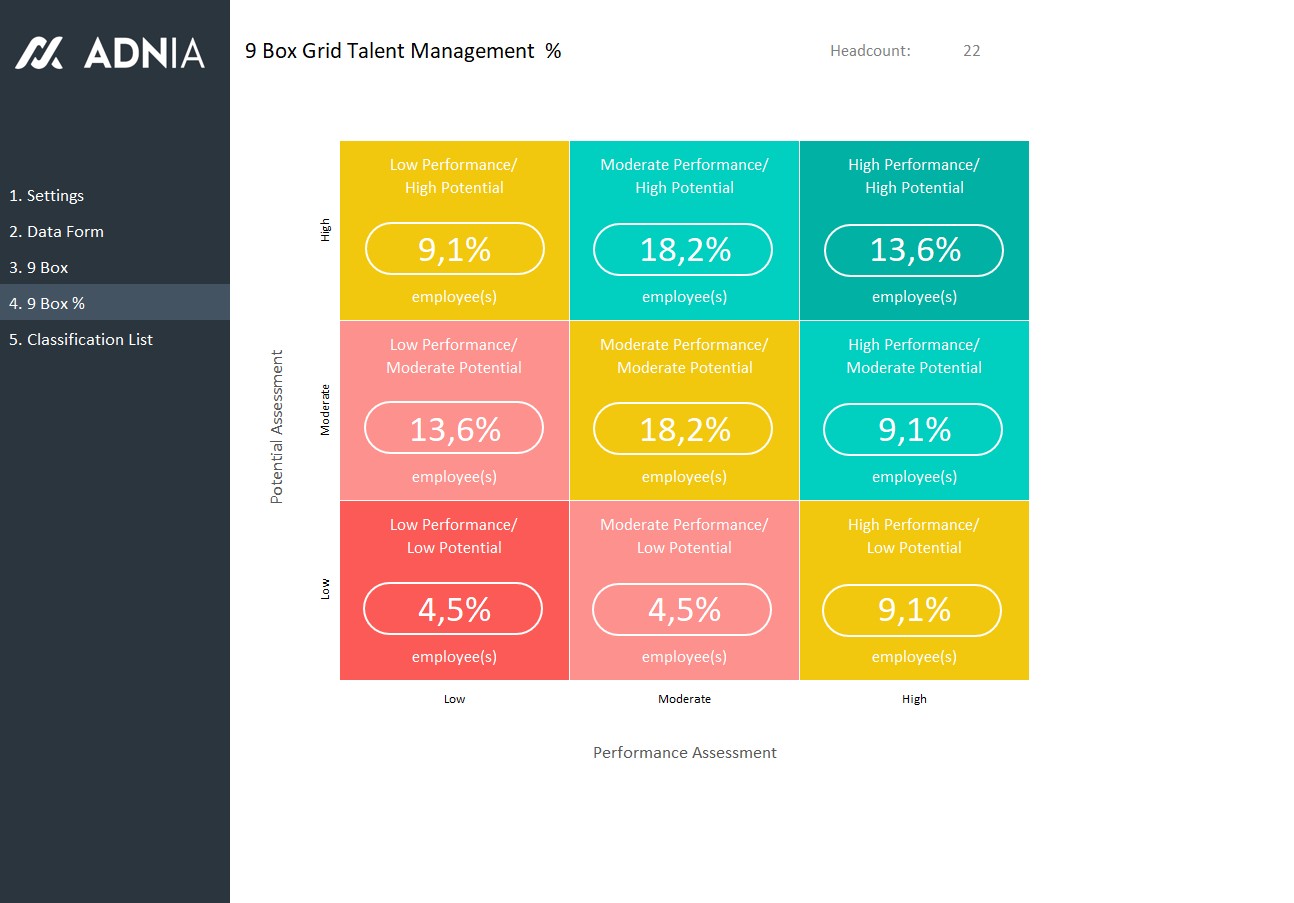 ADNIA
9 Box Grid Talent Management %
Headcount: 22
1. Settings
2. Data Form
3. 9 Box
4. 9 Box %
5. Classification List
Potential Assessment
High
Low Performance/
High Potential
9,1%
employee(s)
Moderate Performance/
High Potential
18,2%
employee(s)
High Performance/
High Potential
13,6%
employee(s)
Moderate
Low Performance/
Moderate Potential
13,6%
employee(s)
Moderate Performance/
Moderate Potential
18,2%
employee(s)
High Performance/
Moderate Potential
9,1%
employee(s)
Low
Low Performance/
Low Potential
4,5%
employee(s)
Moderate Performance/
Low Potential
4,5%
employee(s)
High Performance/
Low Potential
9,1%
employee(s)
Low
Moderate
High
Performance Assessment